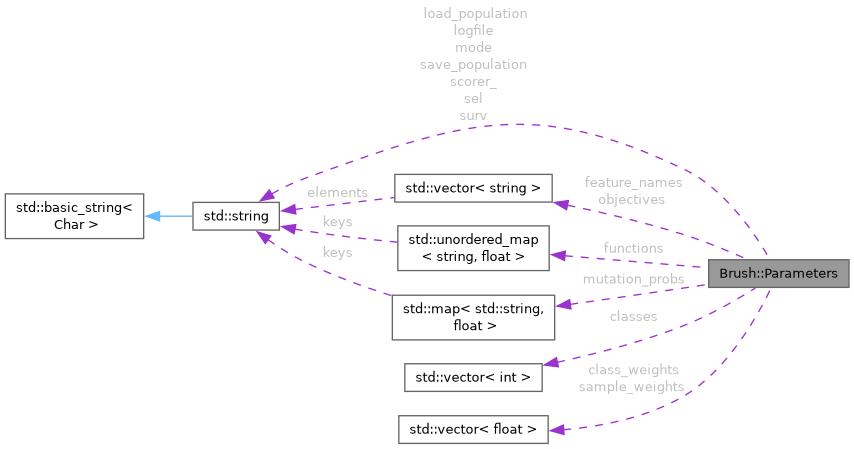 load_population
logfile
mode
save_population
scorer_
sel
surv
std::basic_string<
Char >
std::string
elements
keys
keys
std::vector< string >
std::unordered_map
< string, float >
std::map< std::string,
float >
std::vector< int >
std::vector< float >
feature_names
objectives
functions
mutation_probs
classes
class_weights
sample_weights
Brush::Parameters